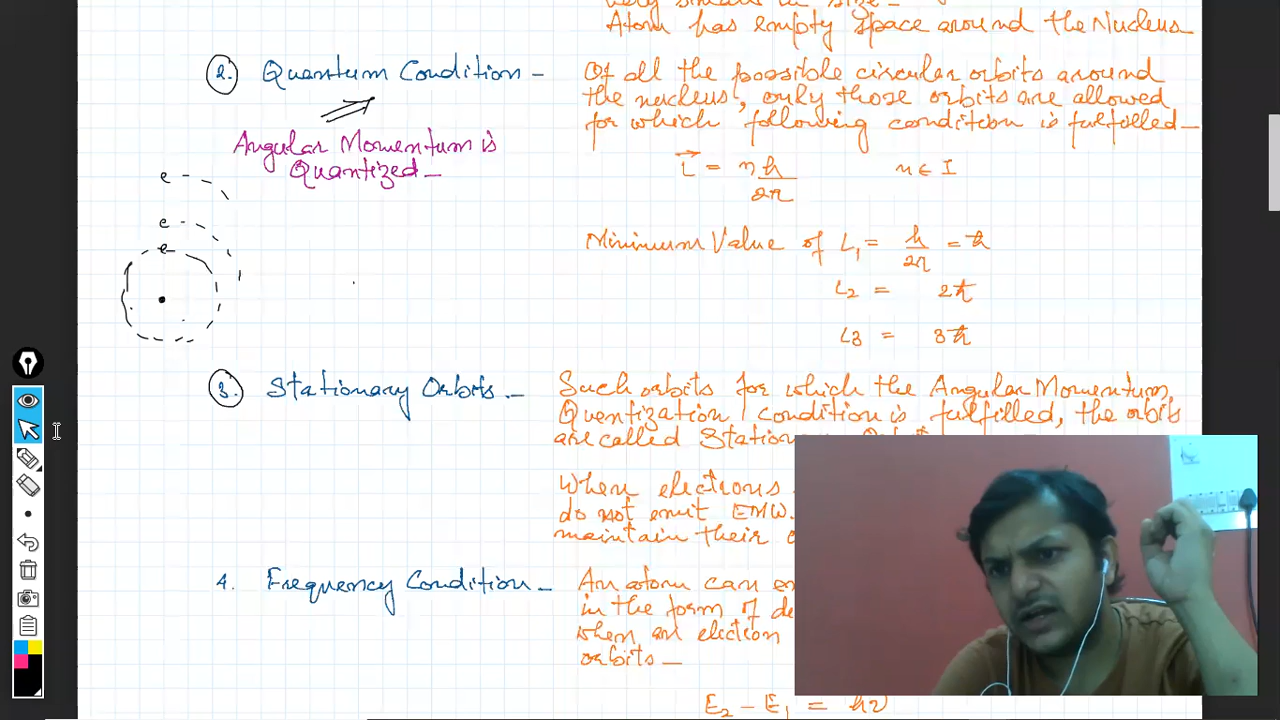 Atom has empty space around the Nucleus.
2. Quantum Condition -
Of all the possible circular orbits around
the nucleus, only those orbits are allowed
for which following condition is fulfilled -
Angular Momentum is
Quantized -
L = nh/2π n ∈ I
e
e
e
Minimum Value of L1 = h/2π = ħ
L2 = 2ħ
L3 = 3ħ
3. Stationary Orbits. -
Such orbits for which the Angular Momentum
Quentization condition is fulfilled, the orbits
are called Station
When electrons
do not emit EMW.
maintain their
4. Frequency Condition -
An atom can
in the form of
when an election
orbits -
E2 - E1 = hν